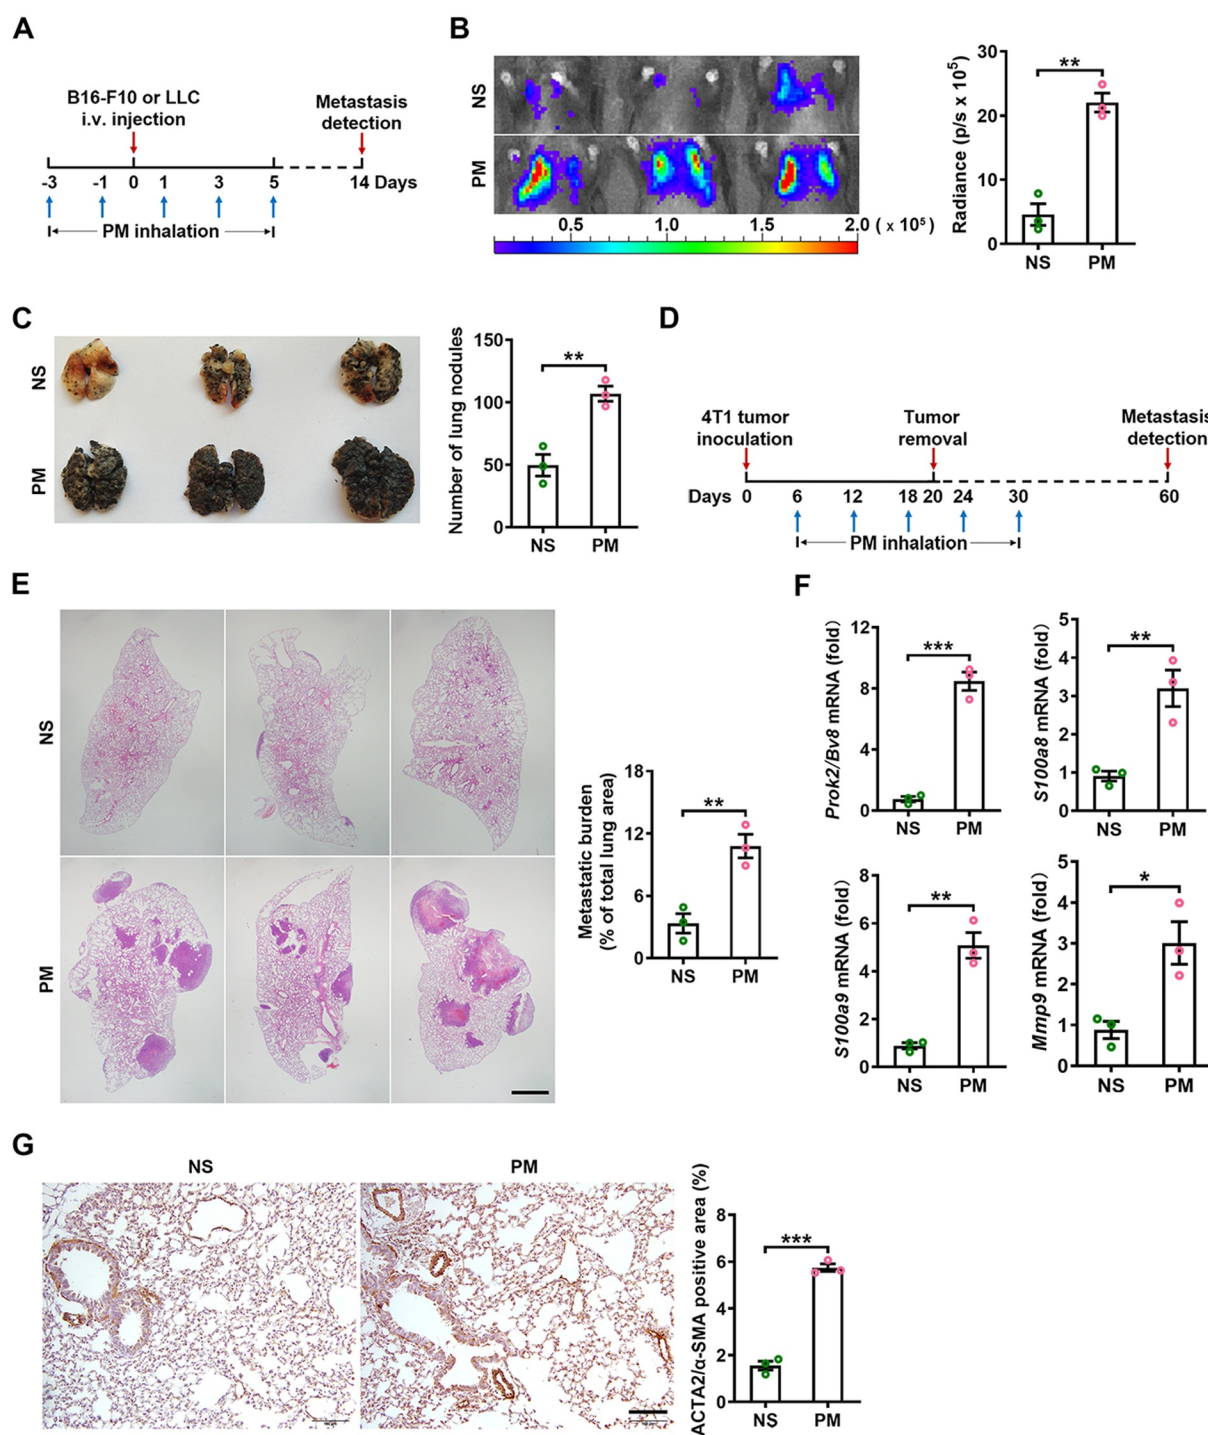 A
B16-F10 or LLC
i.v. injection
Metastasis
detection
-3 -1 0 1 3 5 14 Days
PM inhalation
B
NS
PM
0.5 1.0 1.5 2.0 ( x 10⁵)
Radiance (p/s x 10⁵)
30
20
10
0
**
NS PM
C
NS
PM
Number of lung nodules
150
100
50
0
**
NS PM
D
4T1 tumor
inoculation
Tumor
removal
Metastasis
detection
Days 0 6 12 18 20 24 30 60
PM inhalation
E
NS
PM
Metastatic burden
(% of total lung area)
18
12
6
0
**
NS PM
F
Prok2/Bv8 mRNA (fold)
12
8
4
0
***
NS PM
S100a8 mRNA (fold)
5
4
3
2
1
0
**
NS PM
S100a9 mRNA (fold)
8
6
4
2
0
**
NS PM
Mmp9 mRNA (fold)
5
4
3
2
1
0
*
NS PM
G
NS PM
ACTA2/α-SMA positive area (%)
8
6
4
2
0
***
NS PM